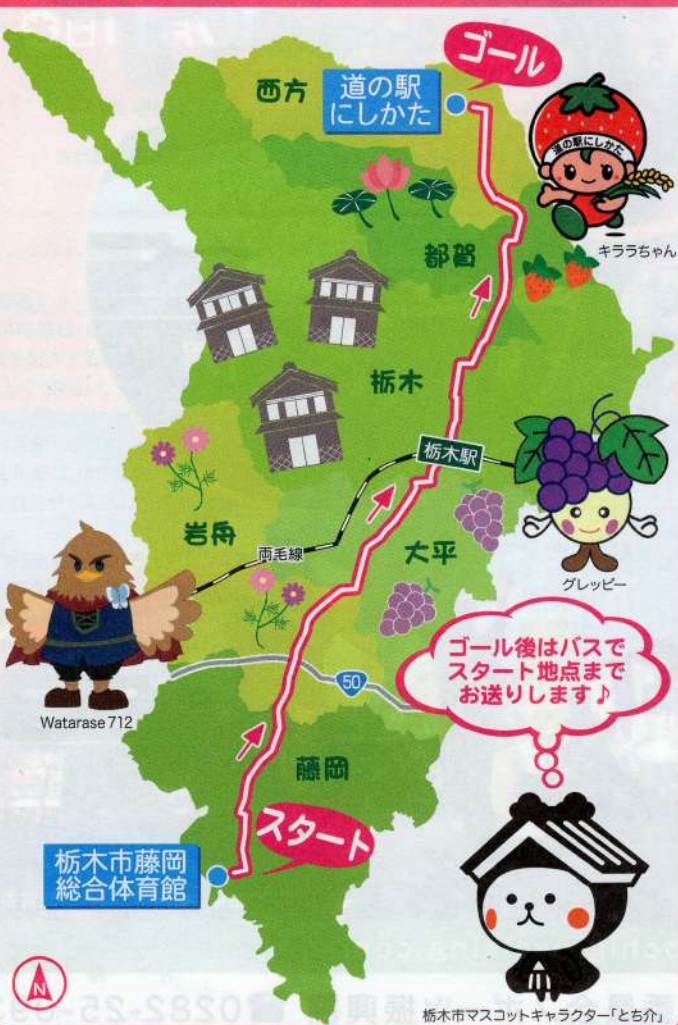 ゴール
西方
道の駅
にしかた
道の駅にしかた
キララちゃん
都賀
栃木
栃木駅
岩舟
両毛線
大平
グレッピー
Watarase 712
50
ゴール後はバスで
スタート地点まで
お送りします♪
藤岡
スタート
栃木市藤岡
総合体育館
N
栃木市マスコットキャラクター「とち介」